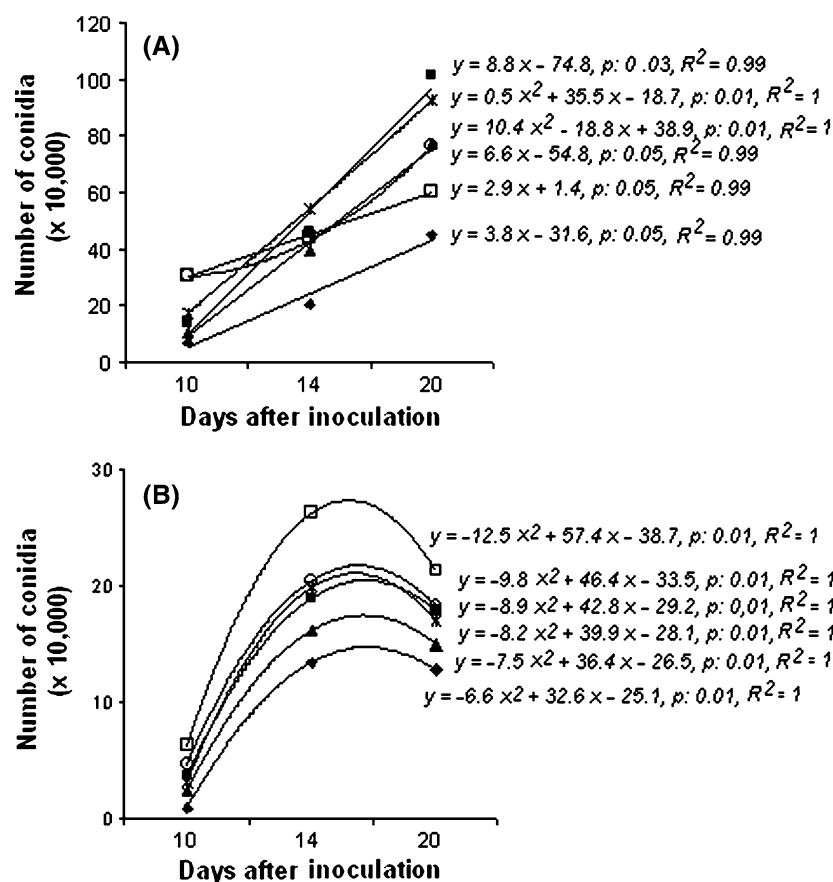 (A)
120
100
80
60
40
20
0
Number of conidia
(x 10,000)
10 14 20
Days after inoculation
y = 8.8 x - 74.8, p: 0 .03, R2 = 0.99
y = 0.5 x2 + 35.5 x - 18.7, p: 0.01, R2 = 1
y = 10.4 x2 - 18.8 x + 38.9, p: 0.01, R2 = 1
y = 6.6 x - 54.8, p: 0.05, R2 = 0.99
y = 2.9 x + 1.4, p: 0.05, R2 = 0.99
y = 3.8 x - 31.6, p: 0.05, R2 = 0.99
(B)
30
20
10
0
Number of conidia
(x 10,000)
10 14 20
Days after inoculation
y = -12.5 x2 + 57.4 x - 38.7, p: 0.01, R2 = 1
y = -9.8 x2 + 46.4 x - 33.5, p: 0.01, R2 = 1
y = -8.9 x2 + 42.8 x - 29.2, p: 0,01, R2 = 1
y = -8.2 x2 + 39.9 x - 28.1, p: 0.01, R2 = 1
y = -7.5 x2 + 36.4 x - 26.5, p: 0.01, R2 = 1
y = -6.6 x2 + 32.6 x - 25.1, p: 0.01, R2 = 1